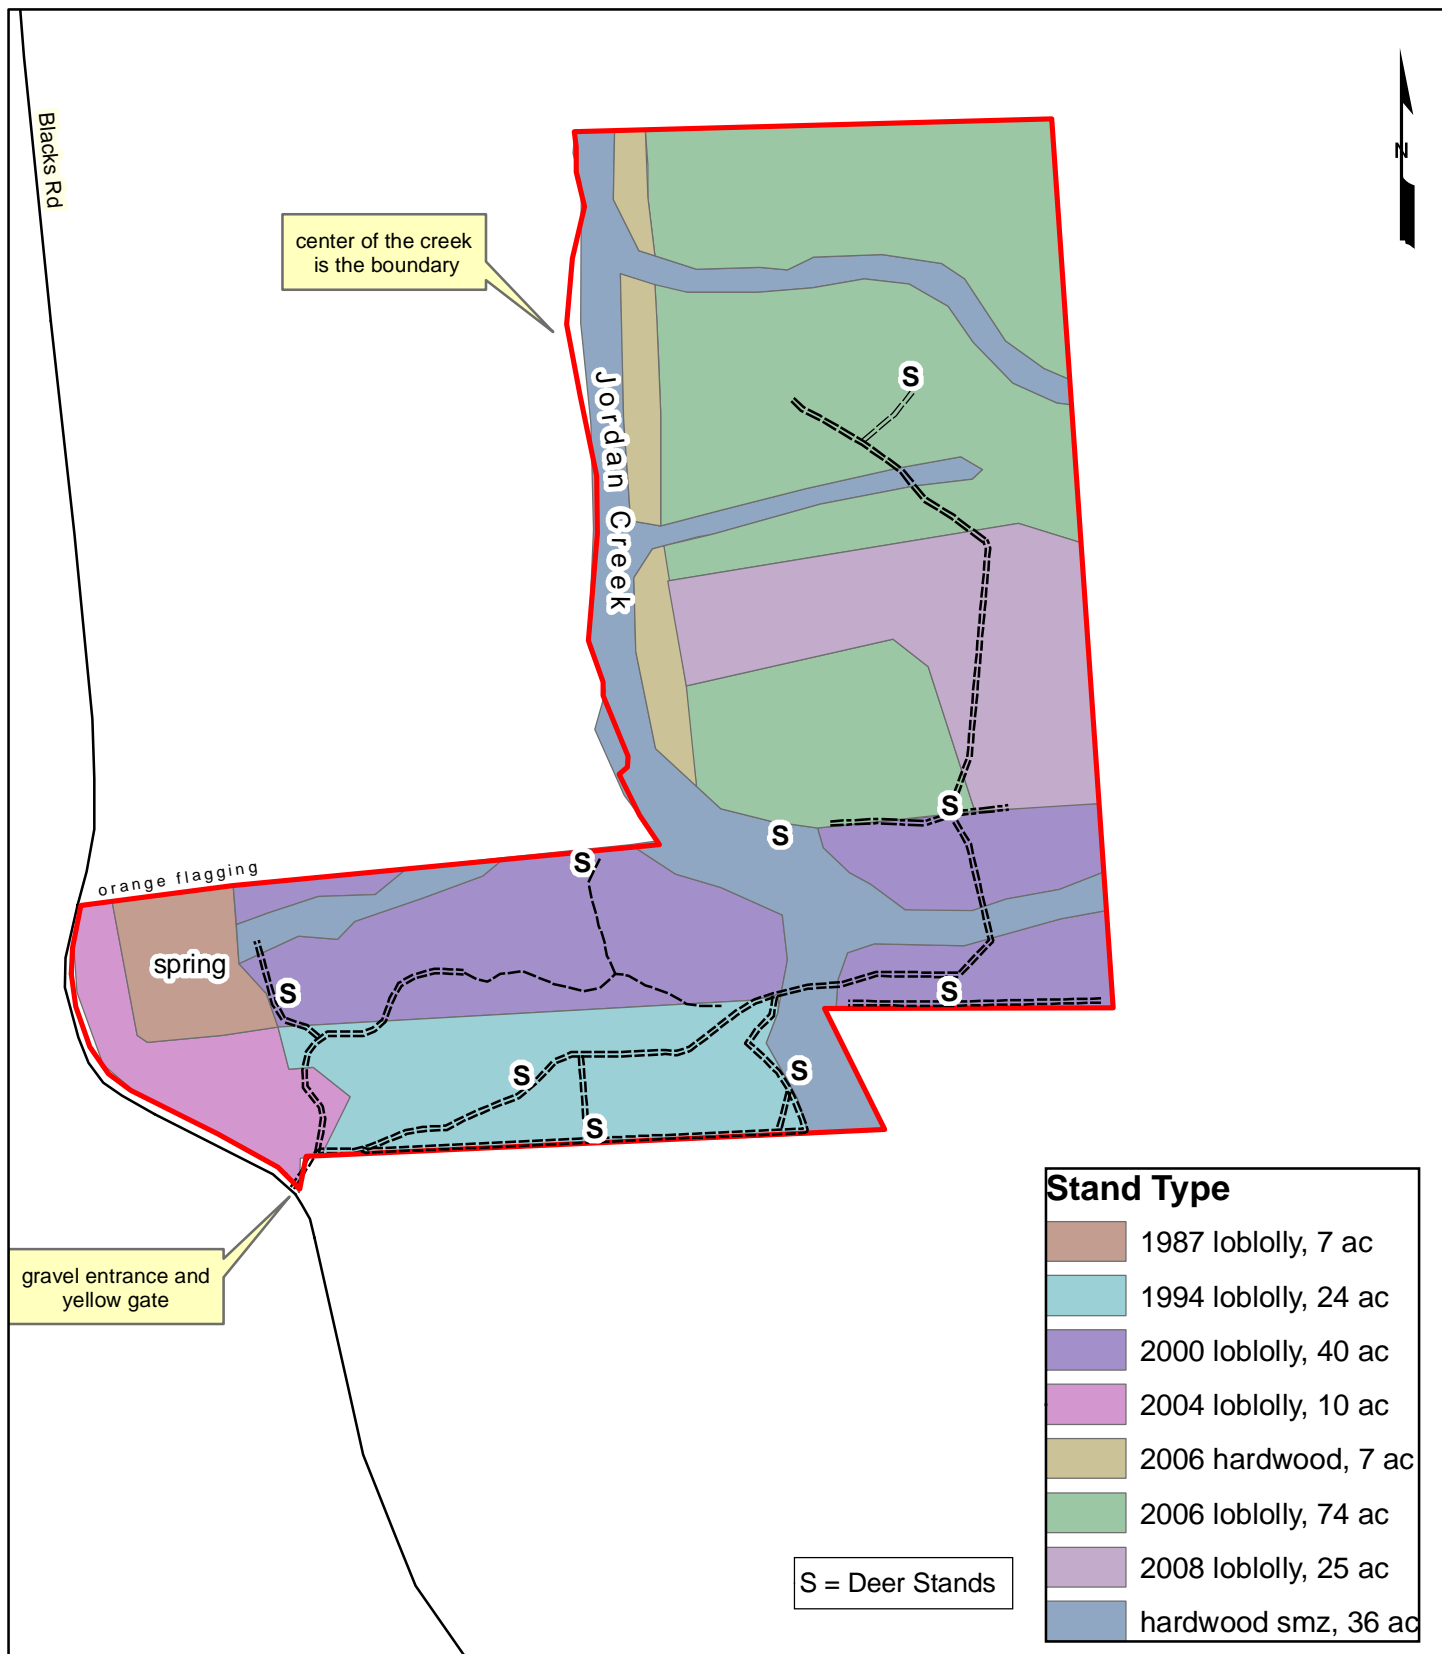 Blacks Rd
N
center of the creek
is the boundary
S
Jordan Creek
S
S
S
orange flagging
spring
S
S
S
S
S
gravel entrance and
yellow gate
Stand Type
1987 loblolly, 7 ac
1994 loblolly, 24 ac
2000 loblolly, 40 ac
2004 loblolly, 10 ac
2006 hardwood, 7 ac
2006 loblolly, 74 ac
2008 loblolly, 25 ac
hardwood smz, 36 ac
S = Deer Stands